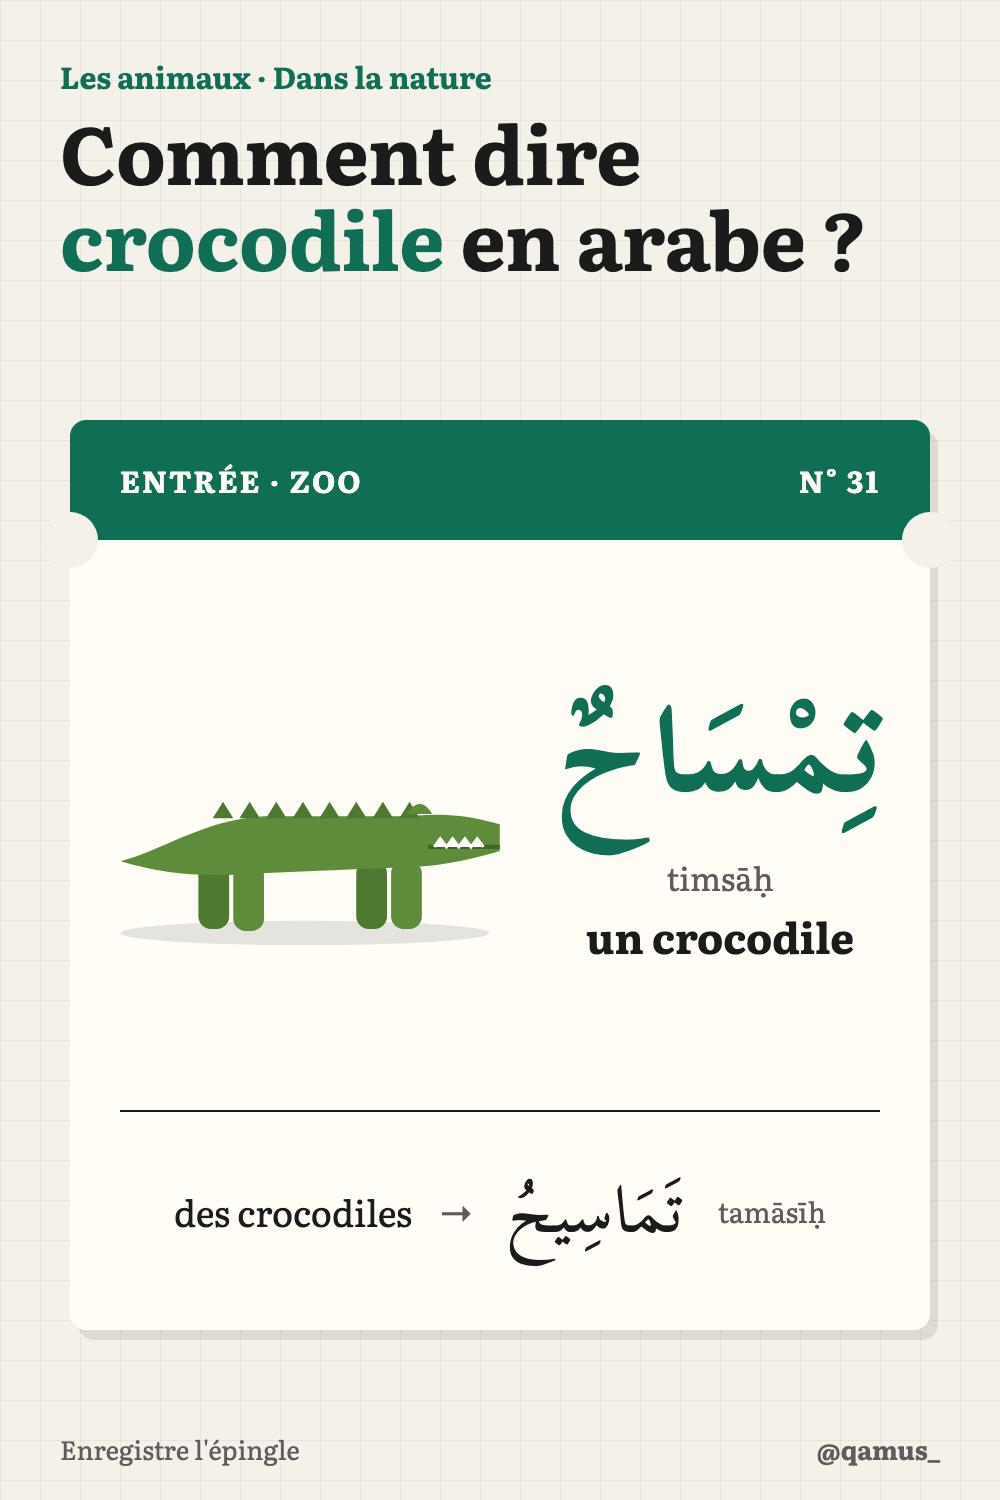 Les animaux · Dans la nature
Comment dire
crocodile en arabe ?
ENTRÉE · ZOO N° 31
تِمْسَاحٌ
timsāḥ
un crocodile
des crocodiles → تَمَاسِيحُ tamāsīḥ
Enregistre l'épingle @qamus_